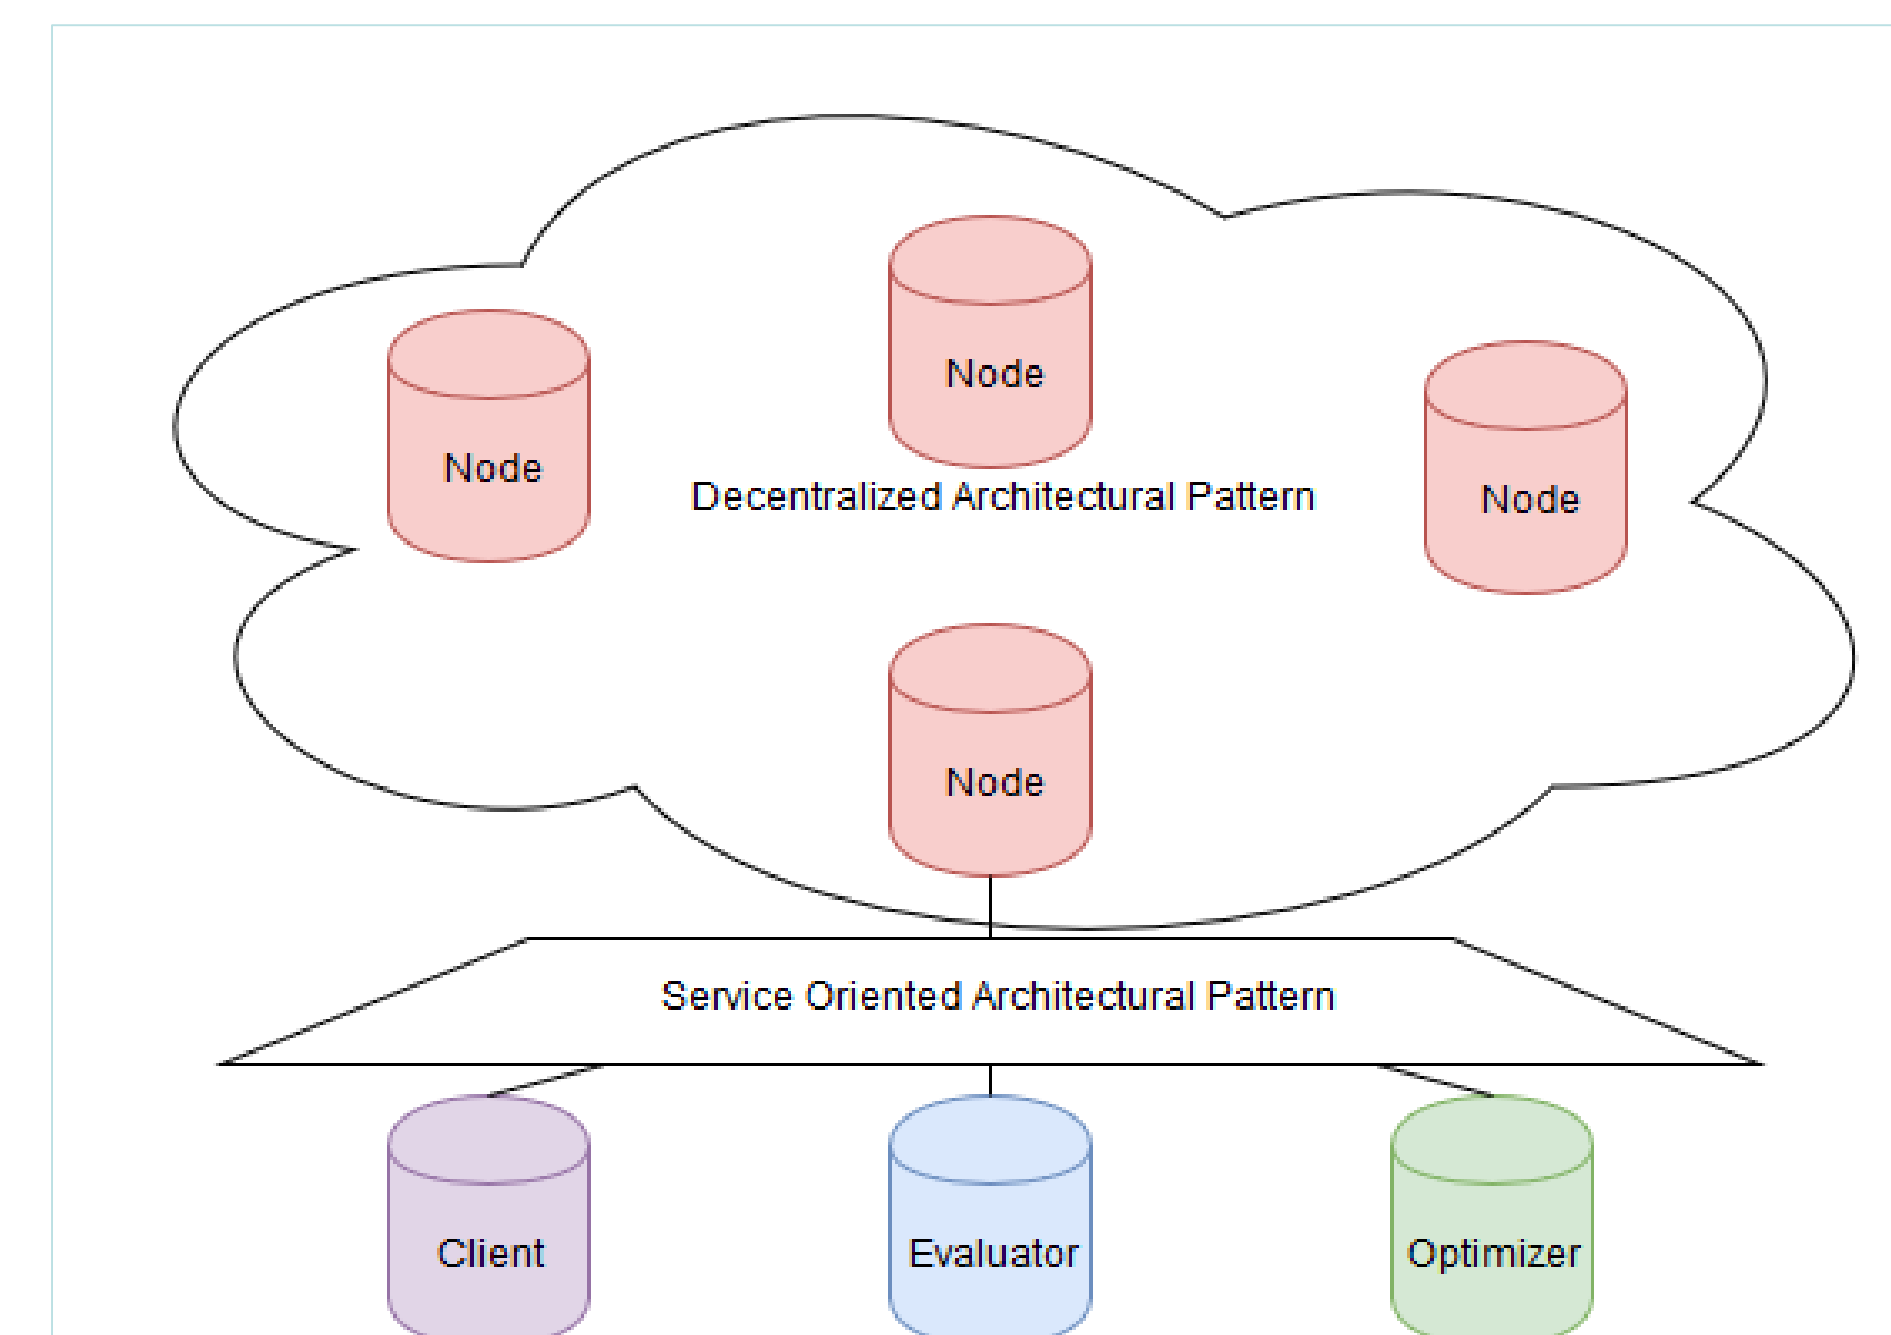 Node
Node
Node
Decentralized Architectural Pattern
Node
Service Oriented Architectural Pattern
Client
Evaluator
Optimizer